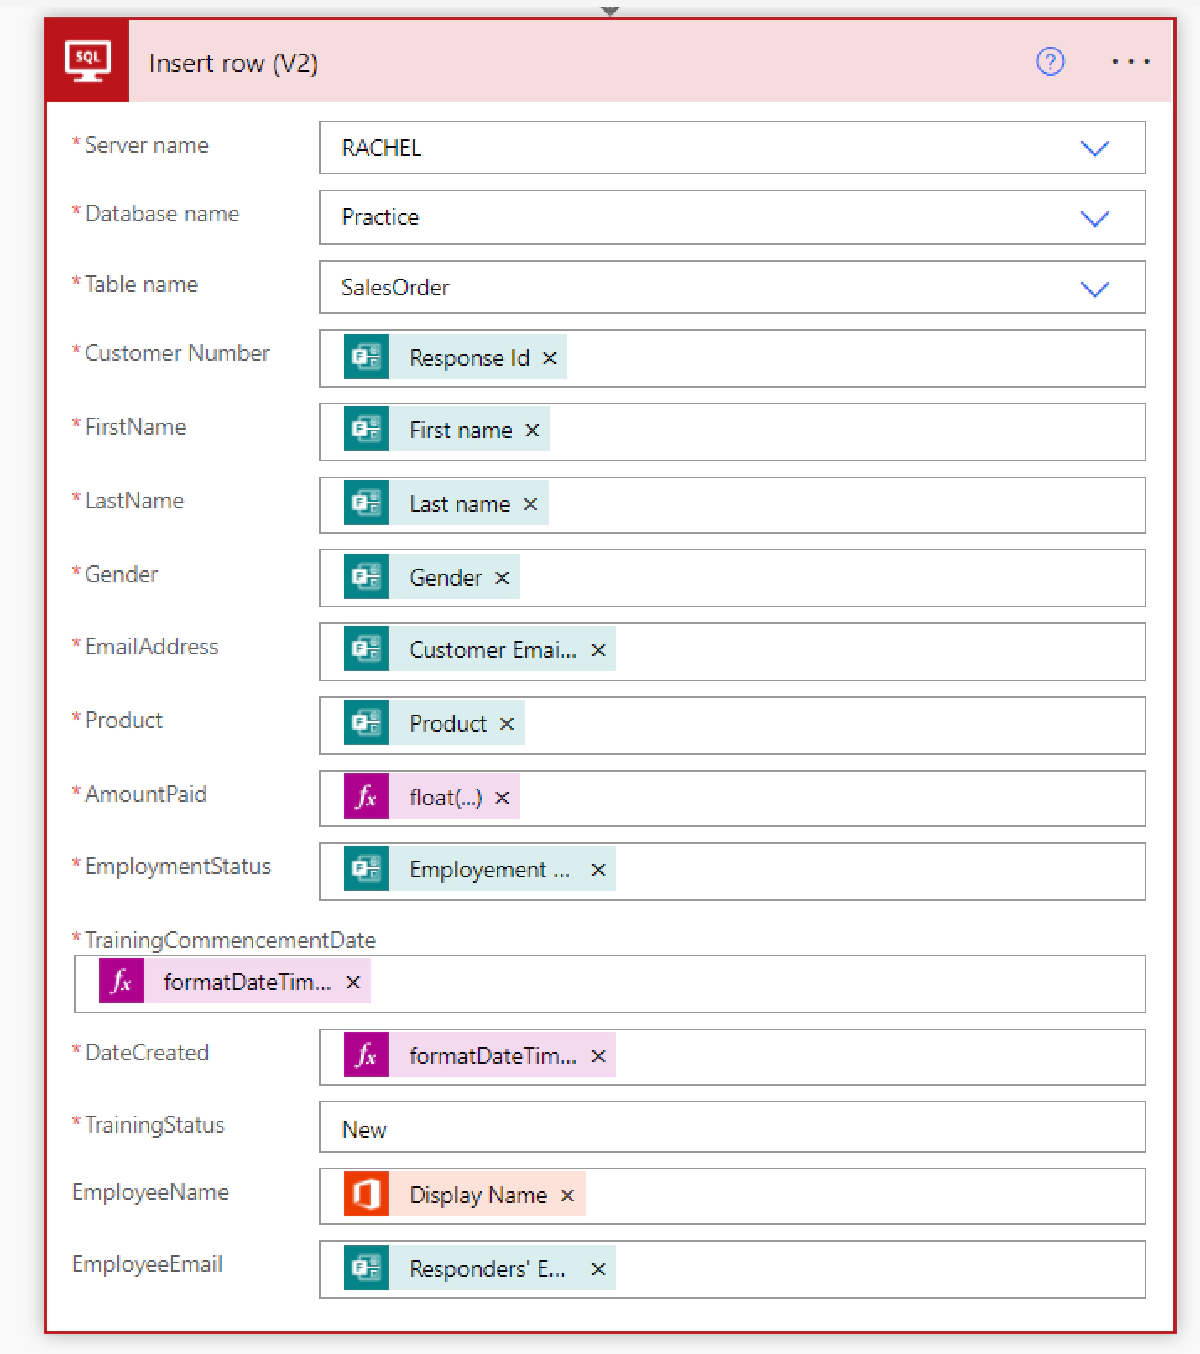 SQL
Insert row (V2)
?
* Server name
RACHEL
* Database name
Practice
* Table name
SalesOrder
* Customer Number
Response Id ×
* FirstName
First name ×
* LastName
Last name ×
* Gender
Gender ×
* EmailAddress
Customer Emai... ×
* Product
Product ×
* AmountPaid
fx float(...) ×
* EmploymentStatus
Employement ... ×
* TrainingCommencementDate
fx formatDateTim... ×
* DateCreated
fx formatDateTim... ×
* TrainingStatus
New
EmployeeName
Display Name ×
EmployeeEmail
Responders' E... ×